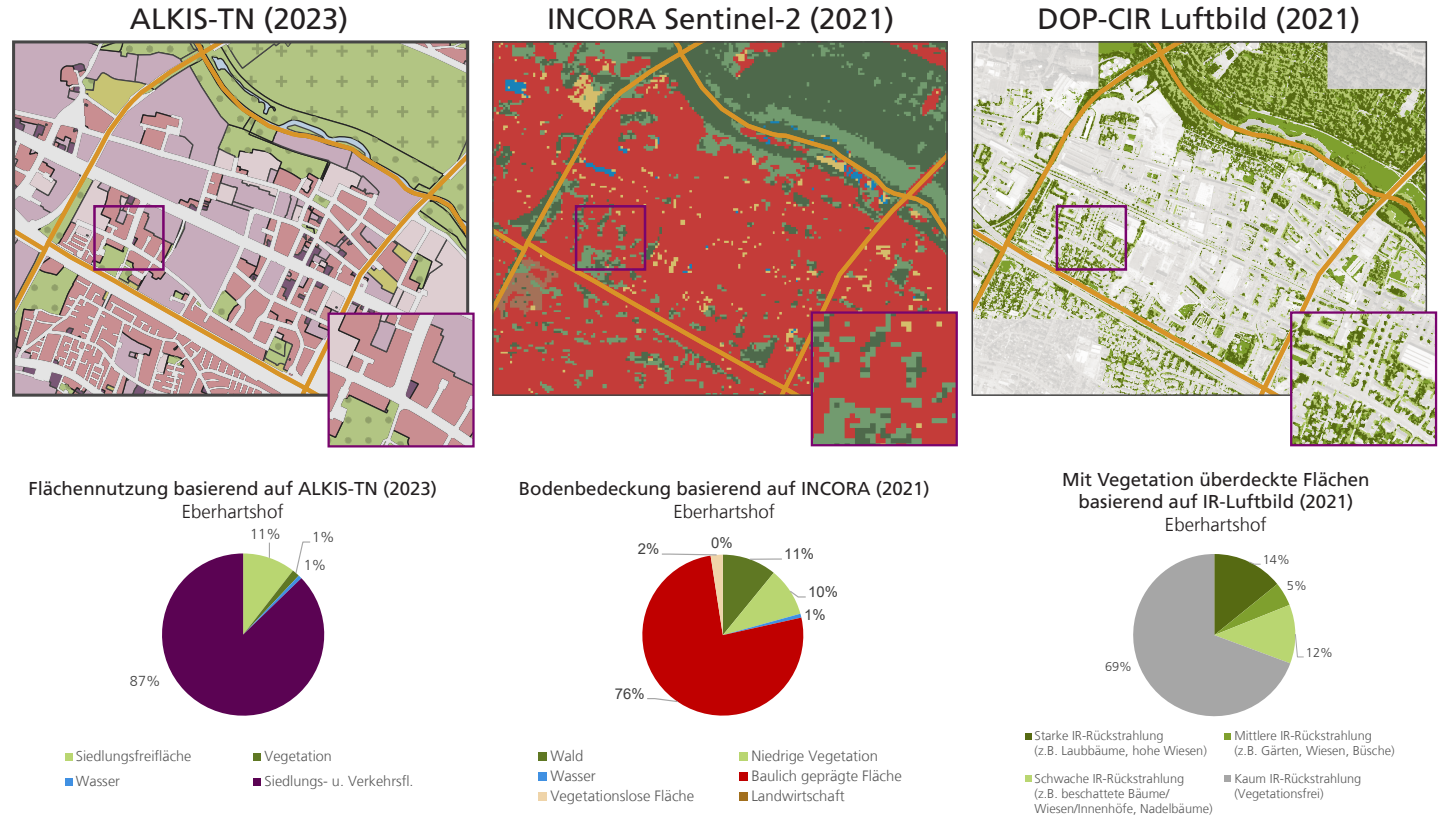 ALKIS-TN (2023)
INCORA Sentinel-2 (2021)
DOP-CIR Luftbild (2021)
Flächennutzung basierend auf ALKIS-TN (2023)
Eberhartshof
11%
1%
1%
87%
Siedlungsfreifläche
Vegetation
Wasser
Siedlungs- u. Verkehrsfl.
Bodenbedeckung basierend auf INCORA (2021)
Eberhartshof
2%
0%
11%
10%
1%
76%
Wald
Niedrige Vegetation
Wasser
Baulich geprägte Fläche
Vegetationslose Fläche
Landwirtschaft
Mit Vegetation überdeckte Flächen
basierend auf IR-Luftbild (2021)
Eberhartshof
14%
5%
12%
69%
Starke IR-Rückstrahlung
(z.B. Laubbäume, hohe Wiesen)
Mittlere IR-Rückstrahlung
(z.B. Gärten, Wiesen, Büsche)
Schwache IR-Rückstrahlung
(z.B. beschattete Bäume/
Wiesen/Innenhöfe, Nadelbäume)
Kaum IR-Rückstrahlung
(Vegetationsfrei)